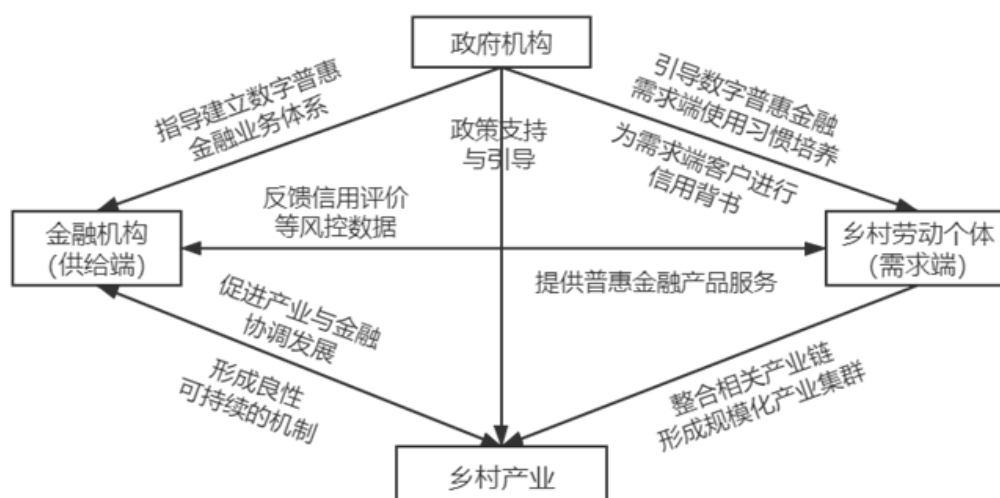 政府机构
指导建立数字普惠
金融业务体系
政策支持
与引导
引导数字普惠金融
需求端使用习惯培养
为需求端客户进行
信用背书
反馈信用评价
等风控数据
金融机构
(供给端)
乡村劳动个体
(需求端)
提供普惠金融产品服务
促进产业与金融
协调发展
形成良性
可持续的机制
整合相关产业链
形成规模化产业集群
乡村产业